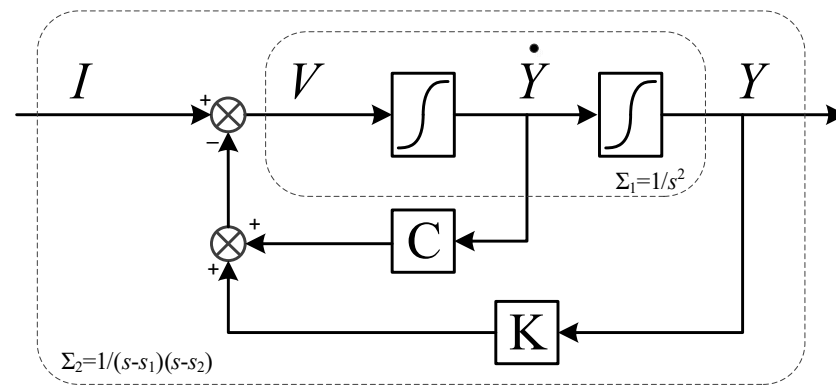 I + V Ẏ Y
−
Σ₁=1/s²
+ C
+
K
Σ₂=1/(s-s₁)(s-s₂)